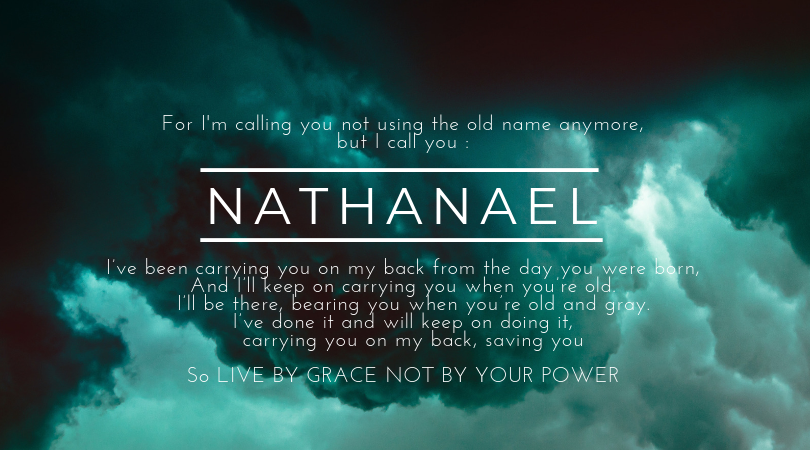 For I'm calling you not using the old name anymore,
but I call you :
NATHANAEL
I've been carrying you on my back from the day you were born,
And I'll keep on carrying you when you're old.
I'll be there, bearing you when you're old and gray.
I've done it and will keep on doing it,
carrying you on my back, saving you
So LIVE BY GRACE NOT BY YOUR POWER